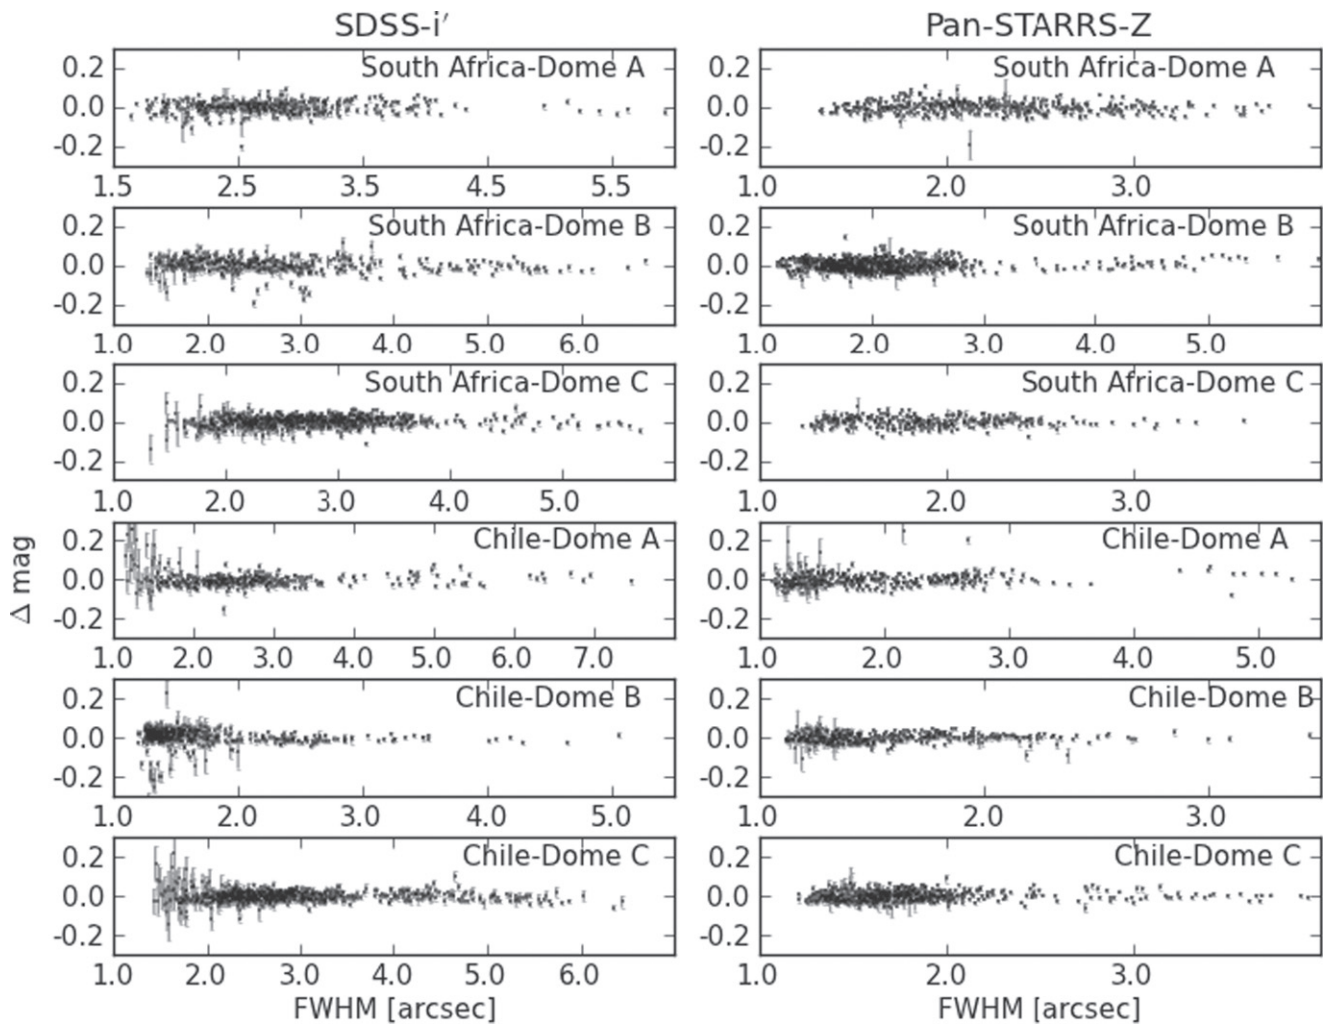 SDSS-i′
Pan-STARRS-Z
South Africa-Dome A
0.2
0.0
-0.2
1.5 2.5 3.5 4.5 5.5
South Africa-Dome A
0.2
0.0
-0.2
1.0 2.0 3.0
South Africa-Dome B
0.2
0.0
-0.2
1.0 2.0 3.0 4.0 5.0 6.0
South Africa-Dome B
0.2
0.0
-0.2
1.0 2.0 3.0 4.0 5.0
South Africa-Dome C
0.2
0.0
-0.2
1.0 2.0 3.0 4.0 5.0
South Africa-Dome C
0.2
0.0
-0.2
1.0 2.0 3.0
Δ mag
Chile-Dome A
0.2
0.0
-0.2
1.0 2.0 3.0 4.0 5.0 6.0 7.0
Chile-Dome A
0.2
0.0
-0.2
1.0 2.0 3.0 4.0 5.0
Chile-Dome B
0.2
0.0
-0.2
1.0 2.0 3.0 4.0 5.0
Chile-Dome B
0.2
0.0
-0.2
1.0 2.0 3.0
Chile-Dome C
0.2
0.0
-0.2
1.0 2.0 3.0 4.0 5.0 6.0
FWHM [arcsec]
Chile-Dome C
0.2
0.0
-0.2
1.0 2.0 3.0
FWHM [arcsec]